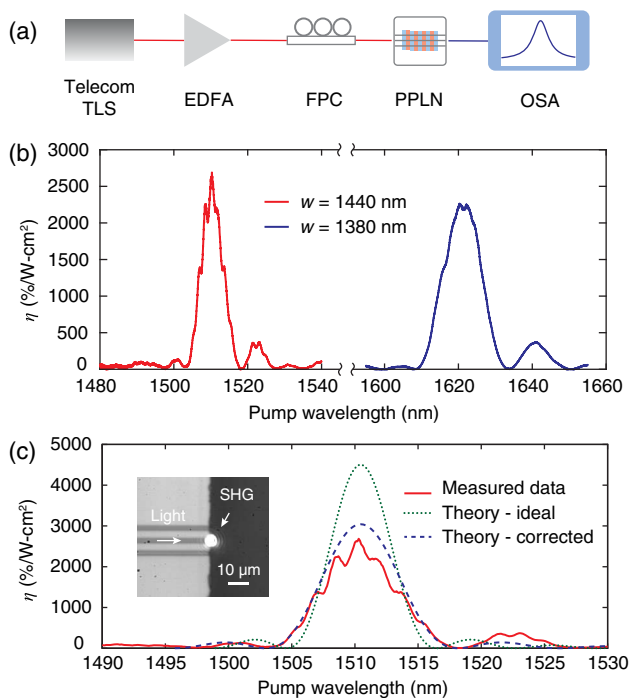 (a)
Telecom
TLS
EDFA
FPC
PPLN
OSA
(b)
3000
2500
2000
1500
1000
500
0
η (%/W-cm²)
w = 1440 nm
w = 1380 nm
1480 1500 1520 1540 1600 1620 1640 1660
Pump wavelength (nm)
(c)
5000
4000
3000
2000
1000
0
η (%/W-cm²)
SHG
Light
10 μm
Measured data
Theory - ideal
Theory - corrected
1490 1495 1500 1505 1510 1515 1520 1525 1530
Pump wavelength (nm)